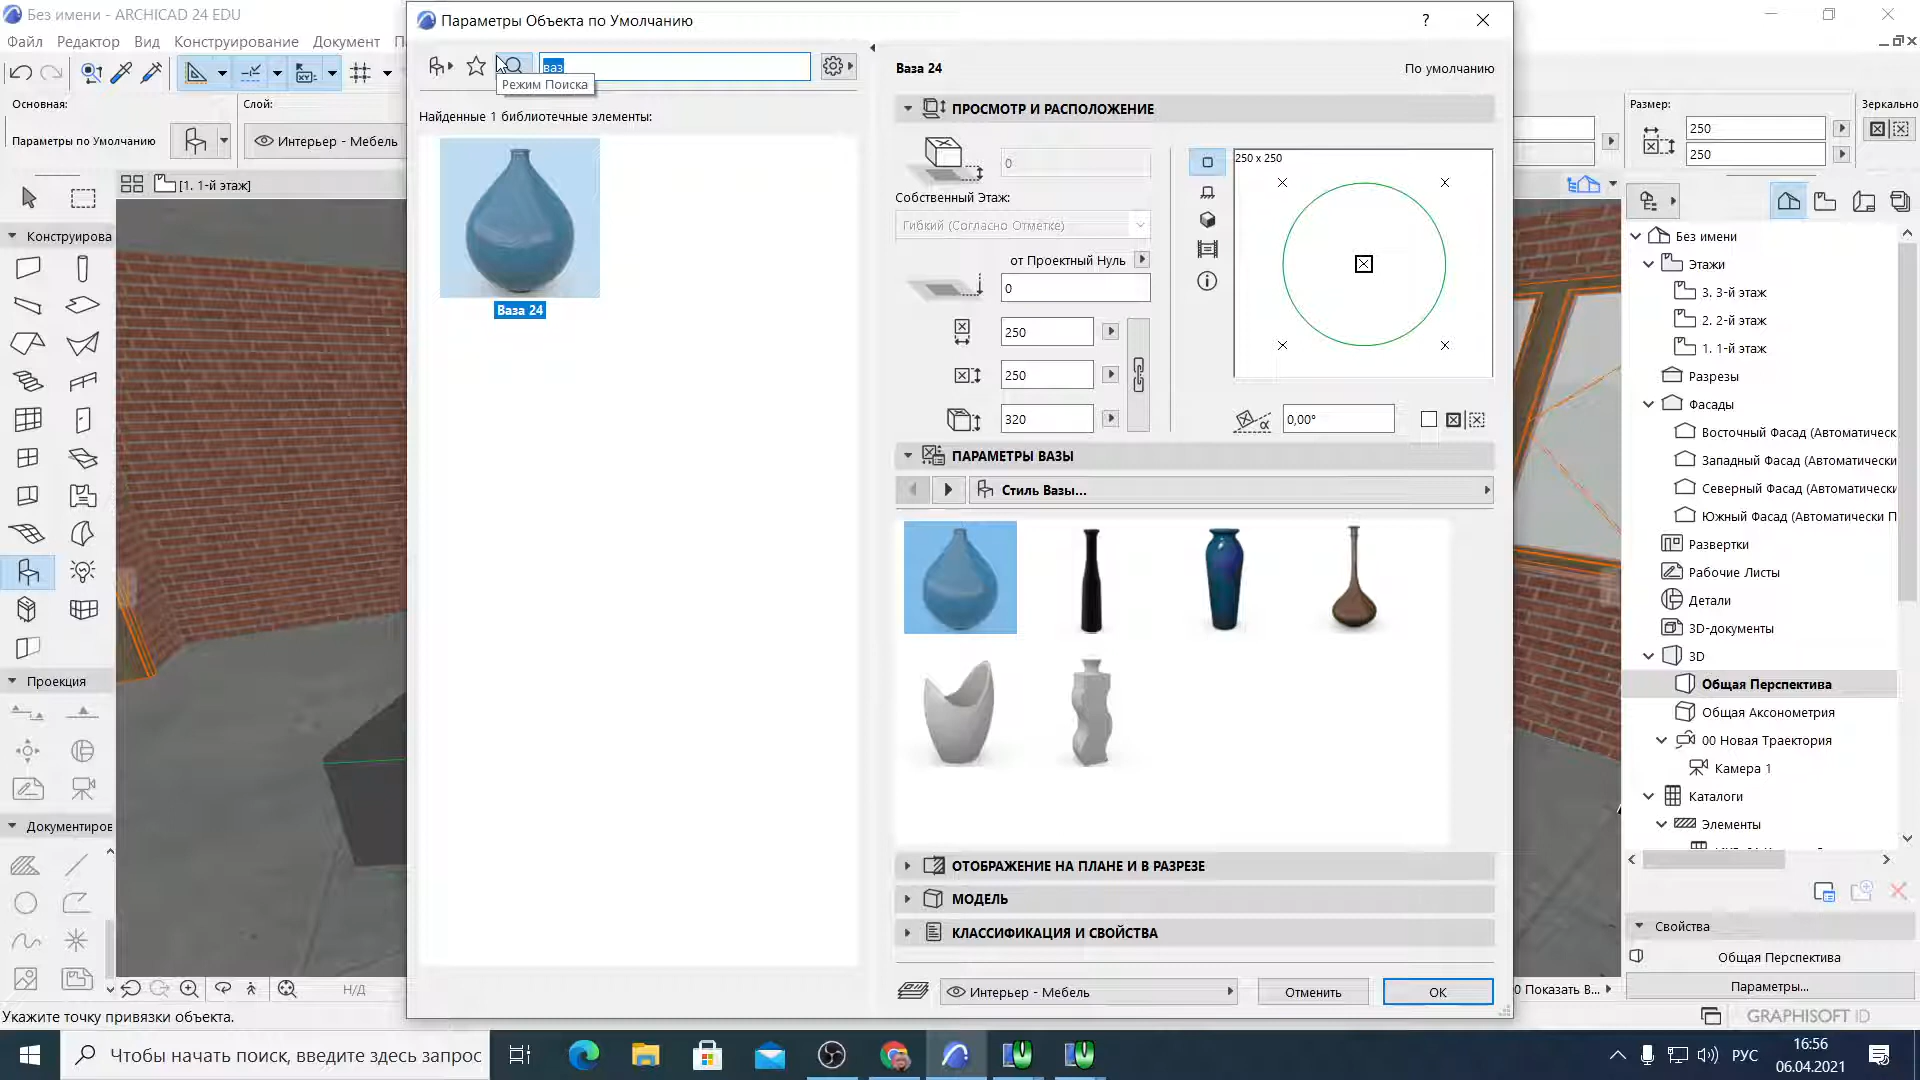 Без имени - ARCHICAD 24 EDU
Файл Редактор Вид Конструирование Документ
Параметры Объекта по Умолчанию
ваз
Режим Поиска
Найденные 1 библиотечные элементы:
Ваза 24
Ваза 24
По умолчанию
ПРОСМОТР И РАСПОЛОЖЕНИЕ
0
Собственный Этаж:
Гибкий (Согласно Отметке)
от Проектный Нуль
0
250
250
320
250 x 250
0,00°
α
ПАРАМЕТРЫ ВАЗЫ
Стиль Вазы...
ОТОБРАЖЕНИЕ НА ПЛАНЕ И В РАЗРЕЗЕ
МОДЕЛЬ
КЛАССИФИКАЦИЯ И СВОЙСТВА
Интерьер - Мебель
Отменить
ОК
Основная:
Слой:
Параметры по Умолчанию
Интерьер - Мебель
[1. 1-й этаж]
Конструирова
Проекция
Документиров
Н/Д
Укажите точку привязки объекта.
Размер:
250
250
Зеркально
Без имени
Этажи
3. 3-й этаж
2. 2-й этаж
1. 1-й этаж
Разрезы
Фасады
Восточный Фасад (Автоматическ
Западный Фасад (Автоматически
Северный Фасад (Автоматически
Южный Фасад (Автоматически П
Развертки
Рабочие Листы
Детали
3D-документы
3D
Общая Перспектива
Общая Аксонометрия
00 Новая Траектория
Камера 1
Каталоги
Элементы
Свойства
Общая Перспектива
Параметры...
0 Показать В...
GRAPHISOFT ID
Чтобы начать поиск, введите здесь запрос
РУС
16:56
06.04.2021